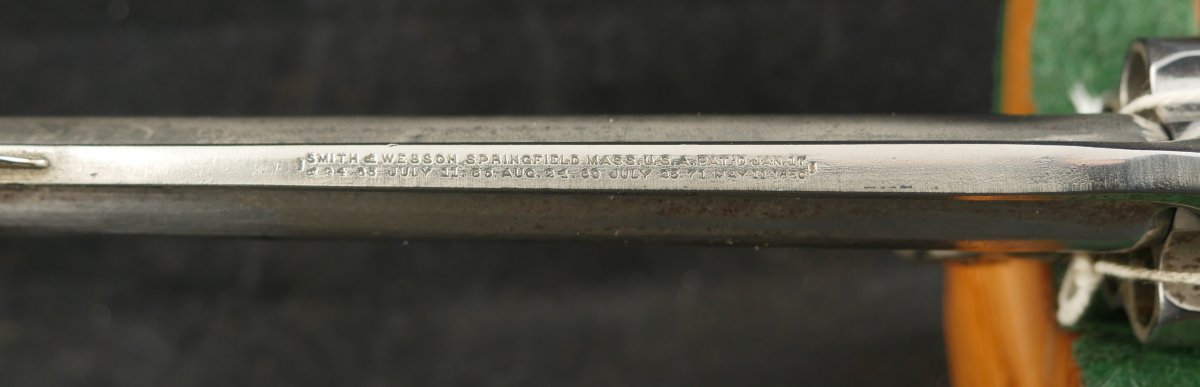 SMITH & WESSON. SPRINGFIELD. MASS. U.S.A. PAT'D JAN. 17
& 24. 65. JULY 11. 65. AUG. 24. 69. JULY 25. 71. MAY 11. 1880